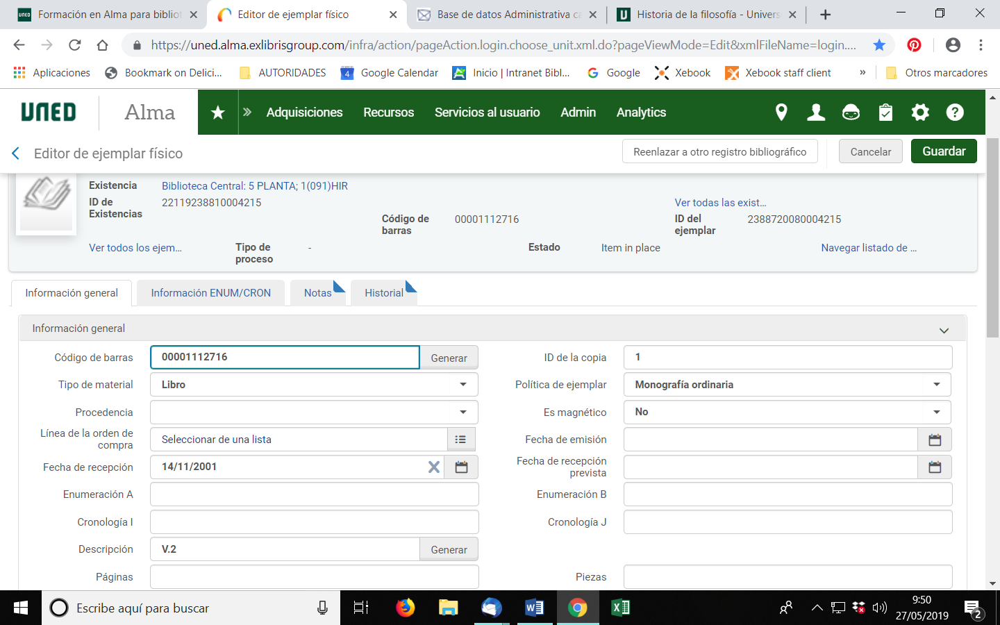 UNED Formación en Alma para bibliot
Editor de ejemplar físico
Base de datos Administrativa ca
Historia de la filosofía - Univers
https://uned.alma.exlibrisgroup.com/infra/action/pageAction.login.choose_unit.xml.do?pageViewMode=Edit&xmlFileName=login....
Aplicaciones Bookmark on Delici... AUTORIDADES 4 Google Calendar Inicio | Intranet Bibl... Google Xebook Xebook staff client » Otros marcadores
UNED Alma Adquisiciones Recursos Servicios al usuario Admin Analytics
Editor de ejemplar físico Reenlazar a otro registro bibliográfico Cancelar Guardar
Existencia Biblioteca Central: 5 PLANTA; 1(091)HIR
ID de Existencias 22119238810004215 Ver todas las exist...
Código de barras 00001112716 ID del ejemplar 2388720080004215
Ver todos los ejem... Tipo de proceso - Estado Item in place Navegar listado de ...
Información general Información ENUM/CRON Notas Historial
Información general
Código de barras 00001112716 Generar ID de la copia 1
Tipo de material Libro Política de ejemplar Monografía ordinaria
Procedencia Es magnético No
Línea de la orden de compra Seleccionar de una lista Fecha de emisión
Fecha de recepción 14/11/2001 Fecha de recepción prevista
Enumeración A Enumeración B
Cronología I Cronología J
Descripción V.2 Generar
Páginas Piezas
Escribe aquí para buscar 9:50
27/05/2019 2